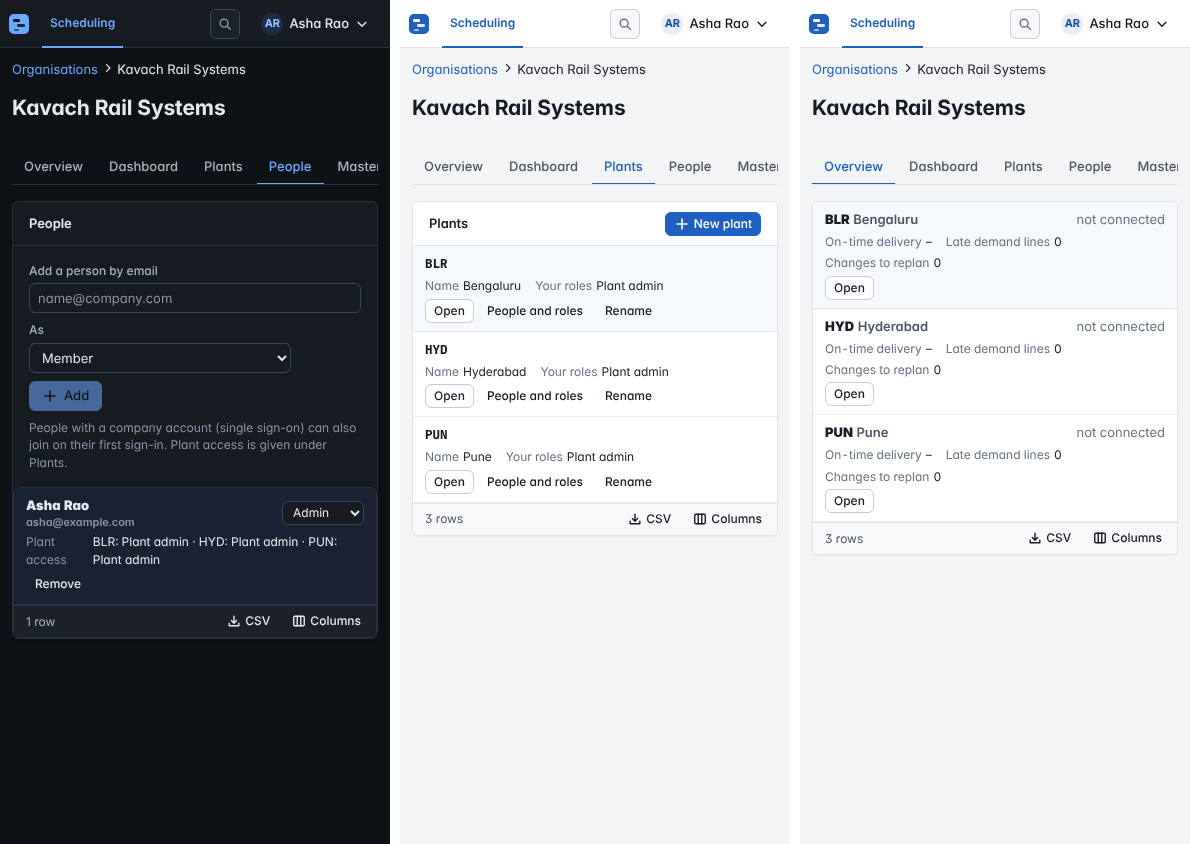 Scheduling
AR Asha Rao
Organisations > Kavach Rail Systems
Kavach Rail Systems
Overview Dashboard Plants People Master
People
Add a person by email
name@company.com
As
Member
+ Add
People with a company account (single sign-on) can also
join on their first sign-in. Plant access is given under
Plants.
Asha Rao
asha@example.com
Admin
Plant access
BLR: Plant admin · HYD: Plant admin · PUN:
Plant admin
Remove
1 row CSV Columns
Scheduling
AR Asha Rao
Organisations > Kavach Rail Systems
Kavach Rail Systems
Overview Dashboard Plants People Master
Plants + New plant
BLR
Name Bengaluru Your roles Plant admin
Open People and roles Rename
HYD
Name Hyderabad Your roles Plant admin
Open People and roles Rename
PUN
Name Pune Your roles Plant admin
Open People and roles Rename
3 rows CSV Columns
Scheduling
AR Asha Rao
Organisations > Kavach Rail Systems
Kavach Rail Systems
Overview Dashboard Plants People Master
BLR Bengaluru not connected
On-time delivery – Late demand lines 0
Changes to replan 0
Open
HYD Hyderabad not connected
On-time delivery – Late demand lines 0
Changes to replan 0
Open
PUN Pune not connected
On-time delivery – Late demand lines 0
Changes to replan 0
Open
3 rows CSV Columns